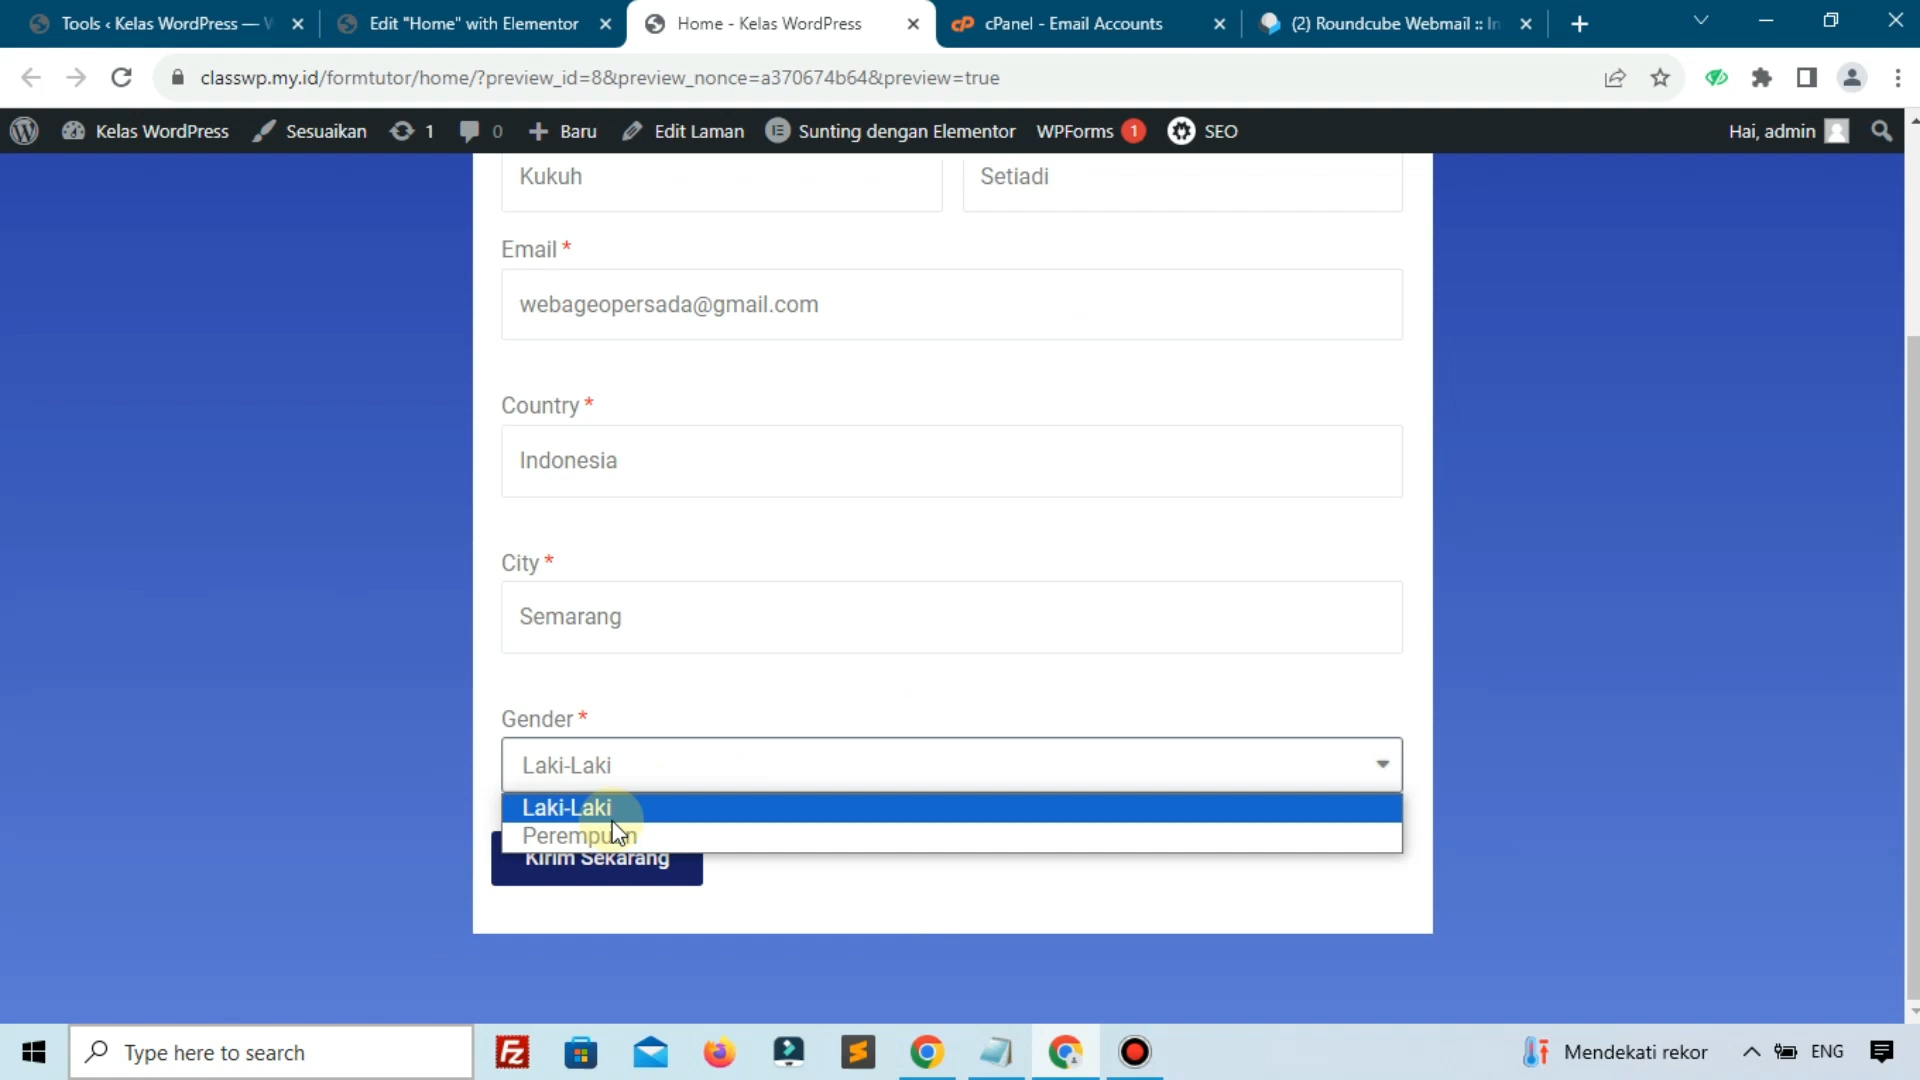 Tools ‹ Kelas WordPress —
Edit "Home" with Elementor
Home - Kelas WordPress
cPanel - Email Accounts
(2) Roundcube Webmail :: In
classwp.my.id/formtutor/home/?preview_id=8&preview_nonce=a370674b64&preview=true
Kelas WordPress
Sesuaikan
1
0
Baru
Edit Laman
Sunting dengan Elementor
WPForms 1
SEO
Hai, admin
Kukuh
Setiadi
Email *
webageopersada@gmail.com
Country *
Indonesia
City *
Semarang
Gender *
Laki-Laki
Laki-Laki
Perempuan
Kirim Sekarang
Type here to search
Mendekati rekor
ENG